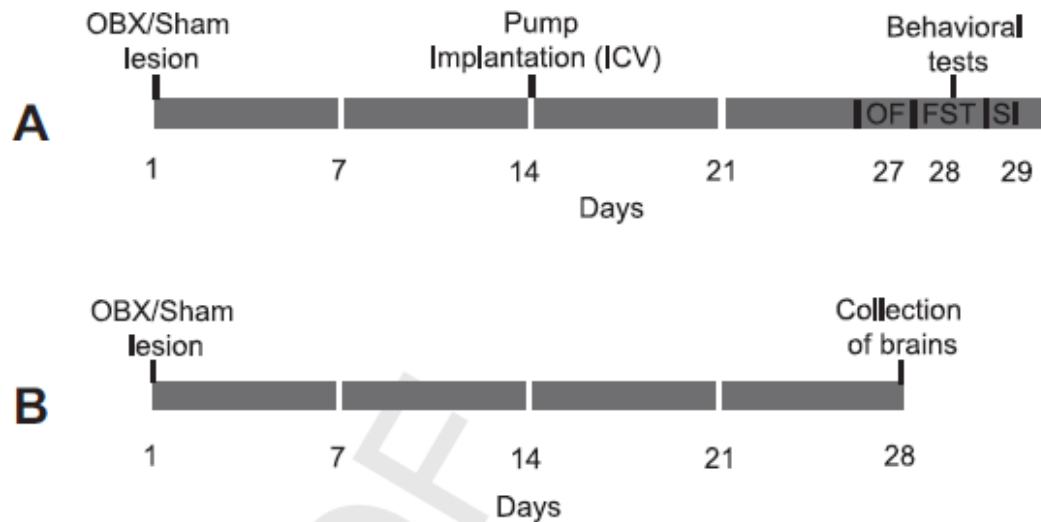 OBX/Sham
lesion
Pump
Implantation (ICV)
Behavioral
tests
A
OF FST SI
1 7 14 21 27 28 29
Days
OBX/Sham
lesion
Collection
of brains
B
1 7 14 21 28
Days